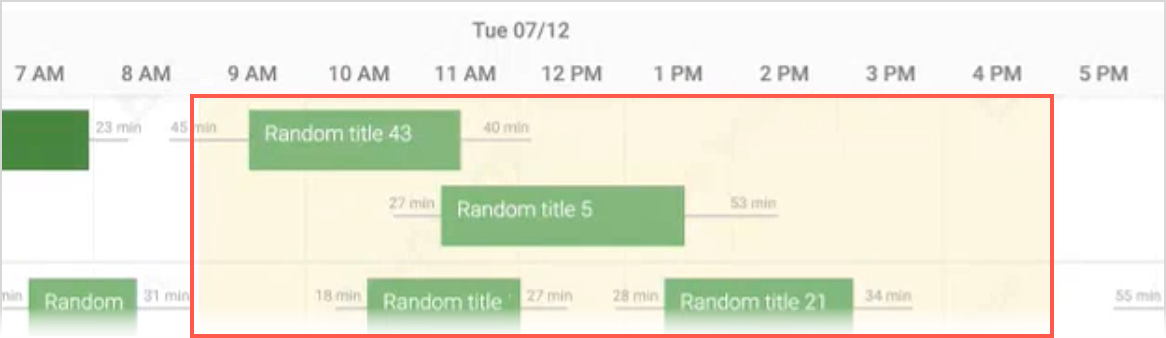 Tue 07/12
7 AM 8 AM 9 AM 10 AM 11 AM 12 PM 1 PM 2 PM 3 PM 4 PM 5 PM
23 min 45 min Random title 43 40 min
27 min Random title 5 53 min
min Random 31 min 18 min Random title 27 min 28 min Random title 21 34 min 55 min